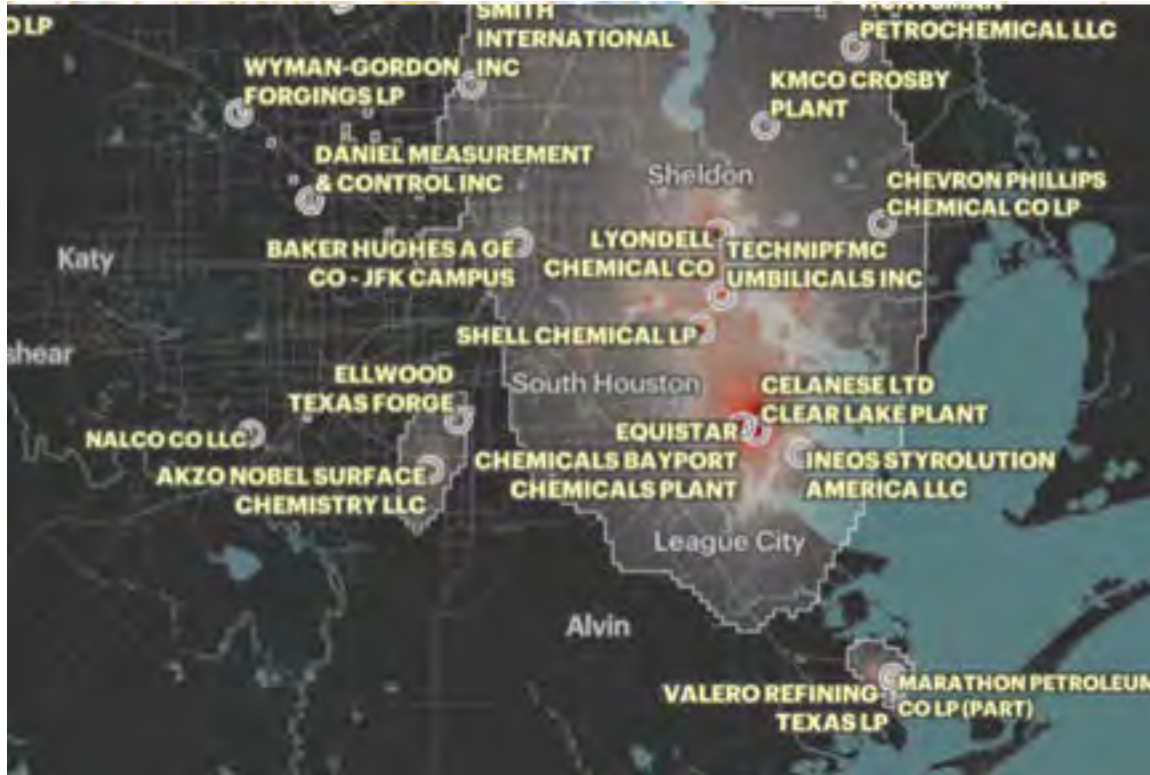 O LP
SMITH
INTERNATIONAL
INC
HUNTSMAN
PETROCHEMICAL LLC
WYMAN-GORDON
FORGINGS LP
KMCO CROSBY
PLANT
DANIEL MEASUREMENT
& CONTROL INC
Sheldon
CHEVRON PHILLIPS
CHEMICAL CO LP
Katy
BAKER HUGHES A GE
CO - JFK CAMPUS
LYONDELL
CHEMICAL CO
TECHNIPFMC
UMBILICALS INC
SHELL CHEMICAL LP
shear
ELLWOOD
TEXAS FORGE
South Houston
CELANESE LTD
CLEAR LAKE PLANT
NALCO CO LLC
EQUISTAR
CHEMICALS BAYPORT
CHEMICALS PLANT
AKZO NOBEL SURFACE
CHEMISTRY LLC
INEOS STYROLUTION
AMERICA LLC
League City
Alvin
VALERO REFINING
TEXAS LP
MARATHON PETROLEUM
CO LP (PART)